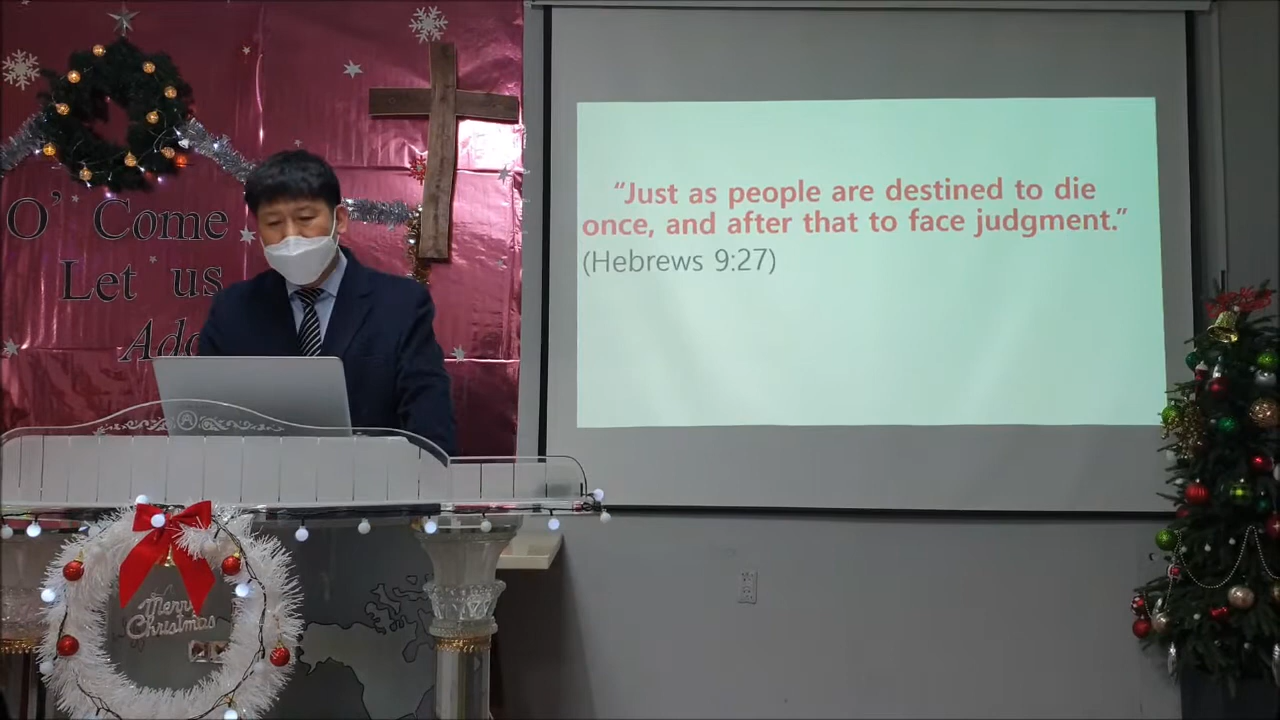 O' Come
Let us
Ado
“Just as people are destined to die
once, and after that to face judgment.”
(Hebrews 9:27)
Merry
Christmas